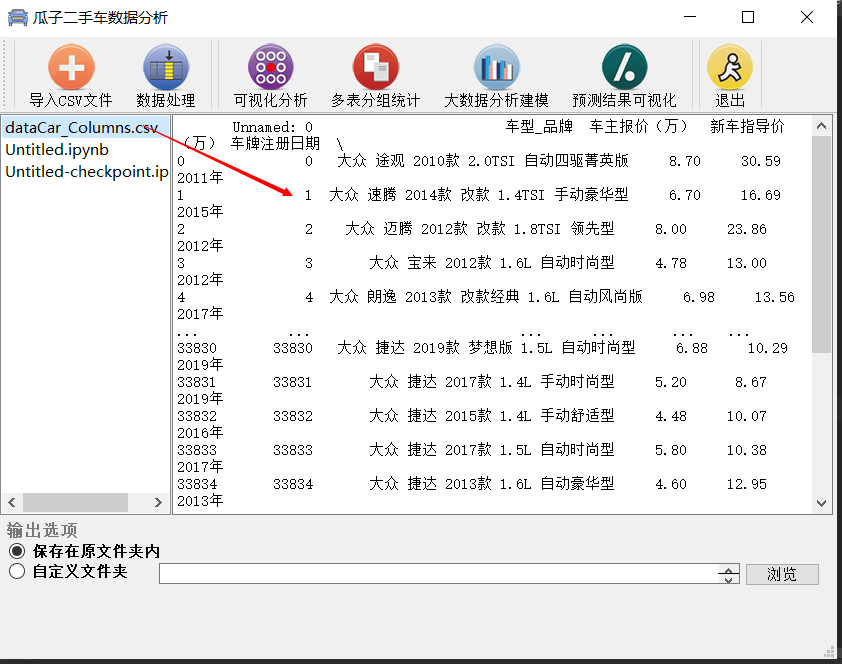 瓜子二手车数据分析
导入CSV文件 数据处理 可视化分析 多表分组统计 大数据分析建模 预测结果可视化 退出
dataCar_Columns.csv
Untitled.ipynb
Untitled-checkpoint.ip
Unnamed: 0 车型_品牌 车主报价（万） 新车指导价
（万） 车牌注册日期 \
0 0 大众 途观 2010款 2.0TSI 自动四驱菁英版 8.70 30.59
2011年
1 1 大众 速腾 2014款 改款 1.4TSI 手动豪华型 6.70 16.69
2015年
2 2 大众 迈腾 2012款 改款 1.8TSI 领先型 8.00 23.86
2012年
3 3 大众 宝来 2012款 1.6L 自动时尚型 4.78 13.00
2012年
4 4 大众 朗逸 2013款 改款经典 1.6L 自动风尚版 6.98 13.56
2017年
... ... ... ... ... ...
33830 33830 大众 捷达 2019款 梦想版 1.5L 自动时尚型 6.88 10.29
2019年
33831 33831 大众 捷达 2017款 1.4L 手动时尚型 5.20 8.67
2019年
33832 33832 大众 捷达 2015款 1.4L 手动舒适型 4.48 10.07
2016年
33833 33833 大众 捷达 2017款 1.5L 自动时尚型 5.80 10.38
2017年
33834 33834 大众 捷达 2013款 1.6L 自动豪华型 4.60 12.95
2013年
输出选项
保存在原文件夹内
自定义文件夹
浏览